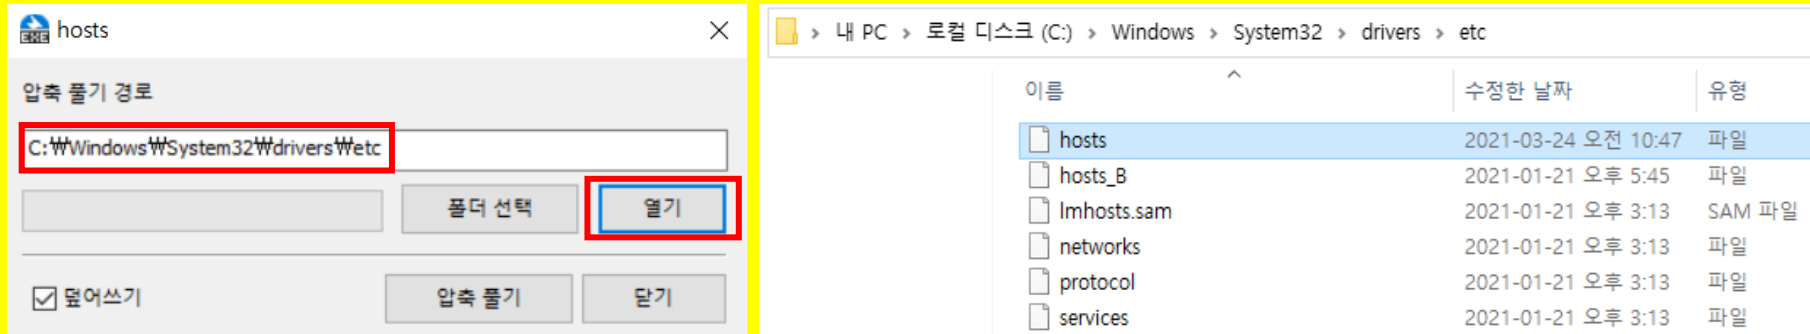 EXE hosts
압축 풀기 경로
C:₩Windows₩System32₩drivers₩etc
폴더 선택 열기
덮어쓰기 압축 풀기 닫기
내 PC > 로컬 디스크 (C:) > Windows > System32 > drivers > etc
이름 수정한 날짜 유형
hosts 2021-03-24 오전 10:47 파일
hosts_B 2021-01-21 오후 5:45 파일
lmhosts.sam 2021-01-21 오후 3:13 SAM 파일
networks 2021-01-21 오후 3:13 파일
protocol 2021-01-21 오후 3:13 파일
services 2021-01-21 오후 3:13 파일